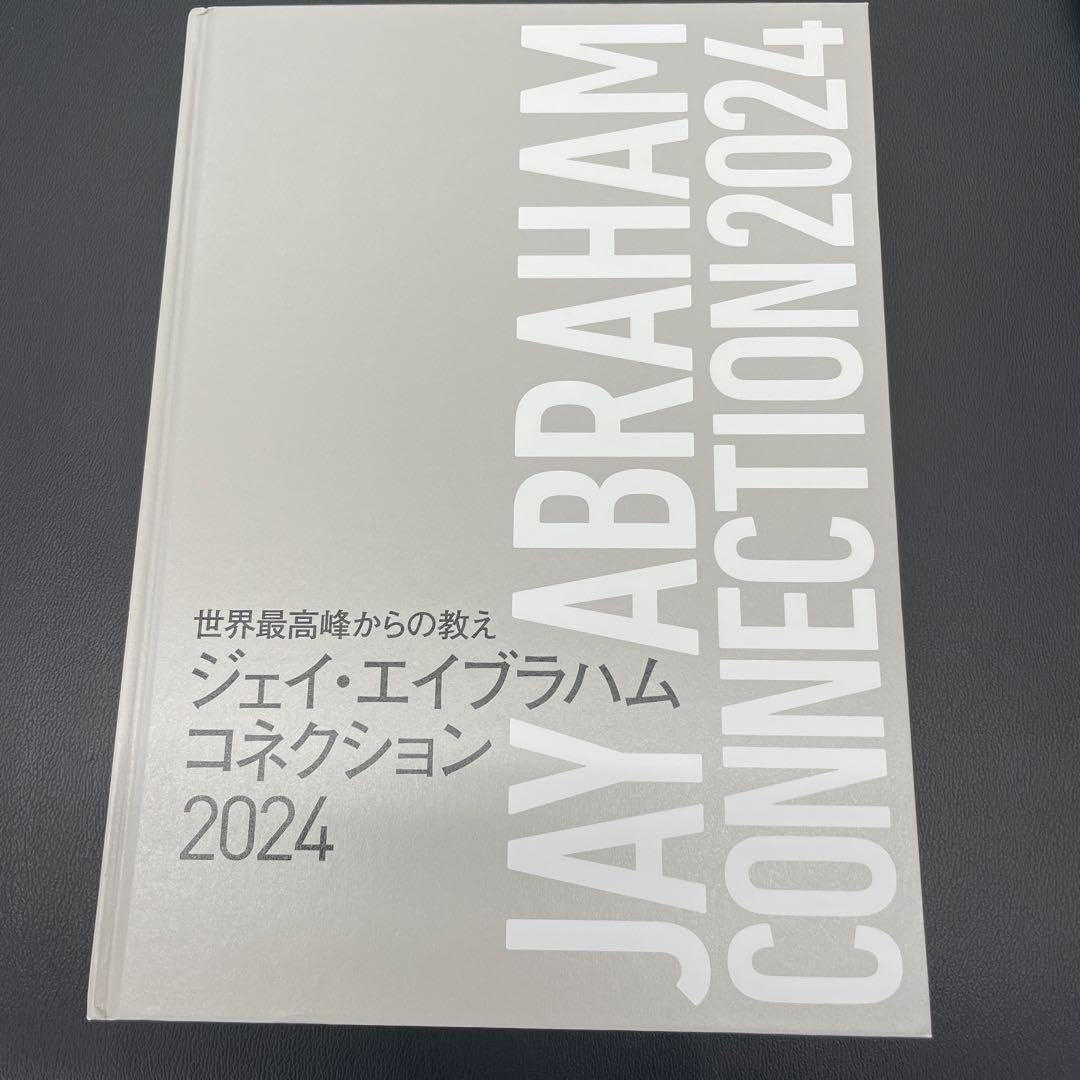 世界最高峰からの教え
ジェイ・エイブラハム
コネクション
2024
JAY ABRAHAM
CONNECTION 2024